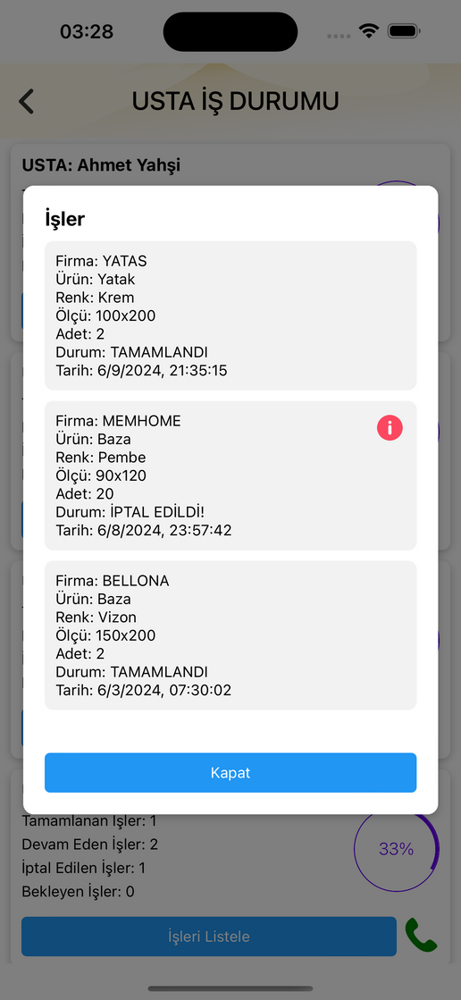 03:28
USTA İŞ DURUMU
USTA: Ahmet Yahşi
İşler
Firma: YATAS
Ürün: Yatak
Renk: Krem
Ölçü: 100x200
Adet: 2
Durum: TAMAMLANDI
Tarih: 6/9/2024, 21:35:15
Firma: MEMHOME
Ürün: Baza
Renk: Pembe
Ölçü: 90x120
Adet: 20
Durum: İPTAL EDİLDİ!
Tarih: 6/8/2024, 23:57:42
Firma: BELLONA
Ürün: Baza
Renk: Vizon
Ölçü: 150x200
Adet: 2
Durum: TAMAMLANDI
Tarih: 6/3/2024, 07:30:02
Kapat
Tamamlanan İşler: 1
Devam Eden İşler: 2
İptal Edilen İşler: 1
Bekleyen İşler: 0
33%
İşleri Listele